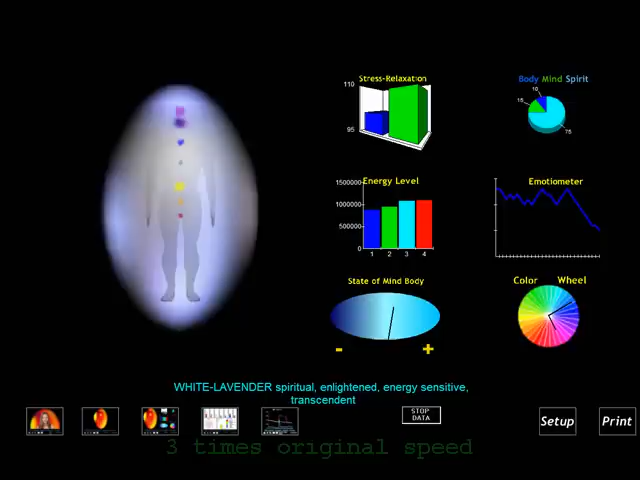 Stress-Relaxation
110
95
Body Mind Spirit
10
15
75
Energy Level
1500000
1000000
500000
0
1 2 3 4
Emotiometer
State of Mind Body
- +
Color Wheel
WHITE-LAVENDER spiritual, enlightened, energy sensitive,
transcendent
STOP
DATA
Setup
Print
3 times original speed